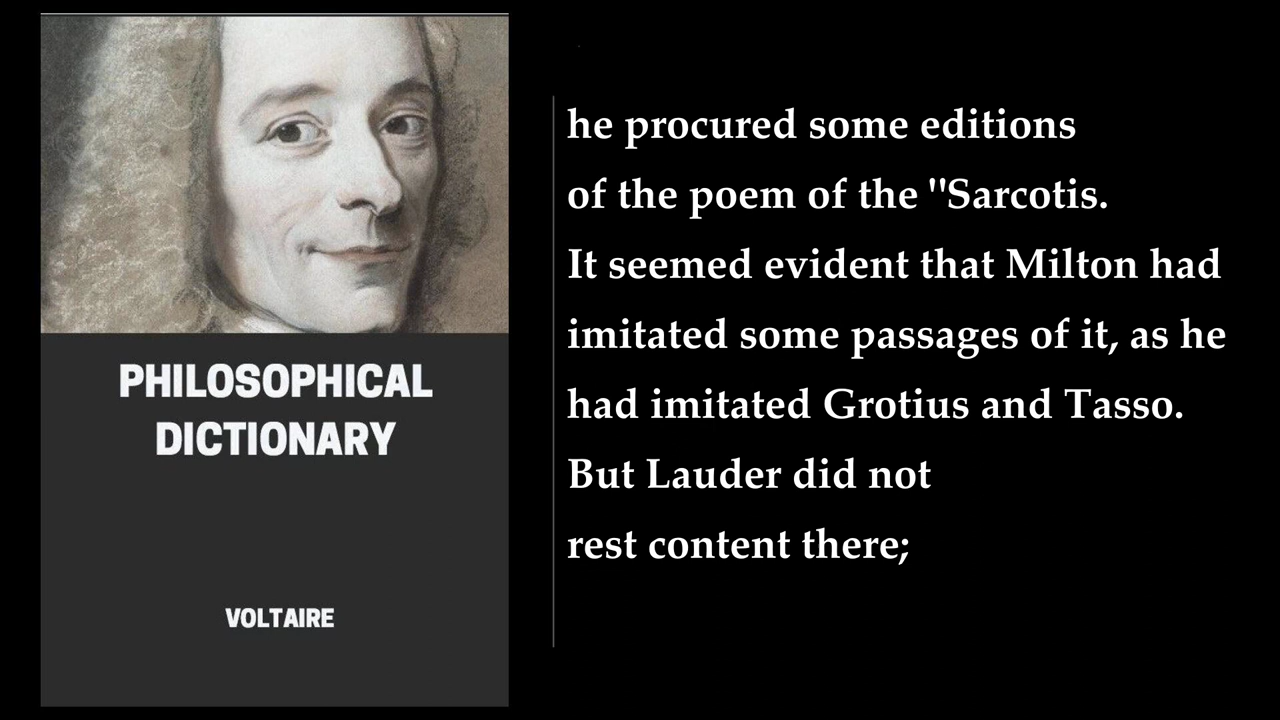 PHILOSOPHICAL
DICTIONARY
VOLTAIRE
he procured some editions
of the poem of the "Sarcotis.
It seemed evident that Milton had
imitated some passages of it, as he
had imitated Grotius and Tasso.
But Lauder did not
rest content there;